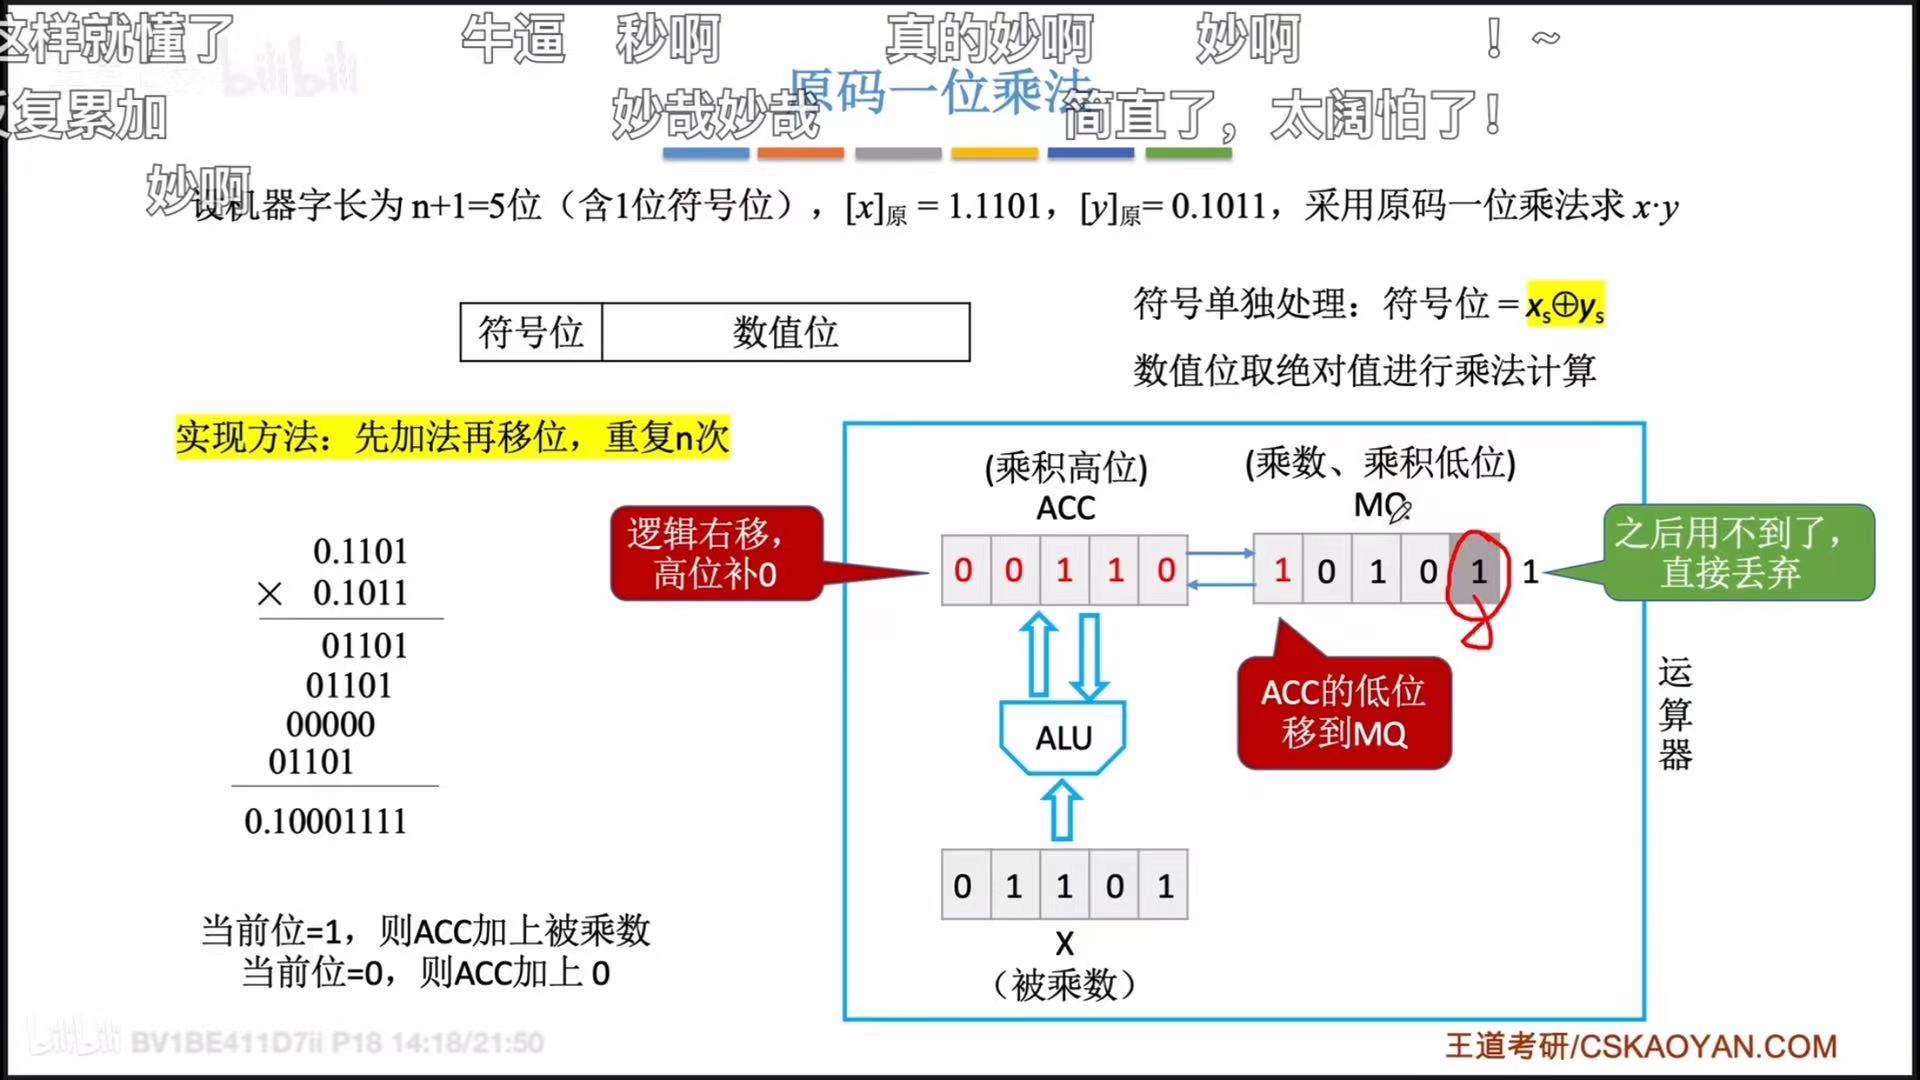 这样就懂了
牛逼 秒啊 真的妙啊 妙啊 ！～
bilibili
原码一位乘法
反复累加 妙哉妙哉 简直了，太阔怕了！
妙啊
设机器字长为 n+1=5位（含1位符号位），[x]原 = 1.1101，[y]原= 0.1011，采用原码一位乘法求 x·y
符号位 数值位
符号单独处理：符号位 = xs⊕ys
数值位取绝对值进行乘法计算
实现方法：先加法再移位，重复n次
0.1101
× 0.1011
01101
01101
00000
01101
0.10001111
当前位=1，则ACC加上被乘数
当前位=0，则ACC加上 0
(乘积高位)
ACC
(乘数、乘积低位)
MQ
逻辑右移，
高位补0
0 0 1 1 0
1 0 1 0 1 1
之后用不到了，
直接丢弃
ACC的低位
移到MQ
ALU
0 1 1 0 1
X
（被乘数）
运算器
bilibili BV1BE411D7ii P18 14:18/21:50
王道考研/CSKAOYAN.COM